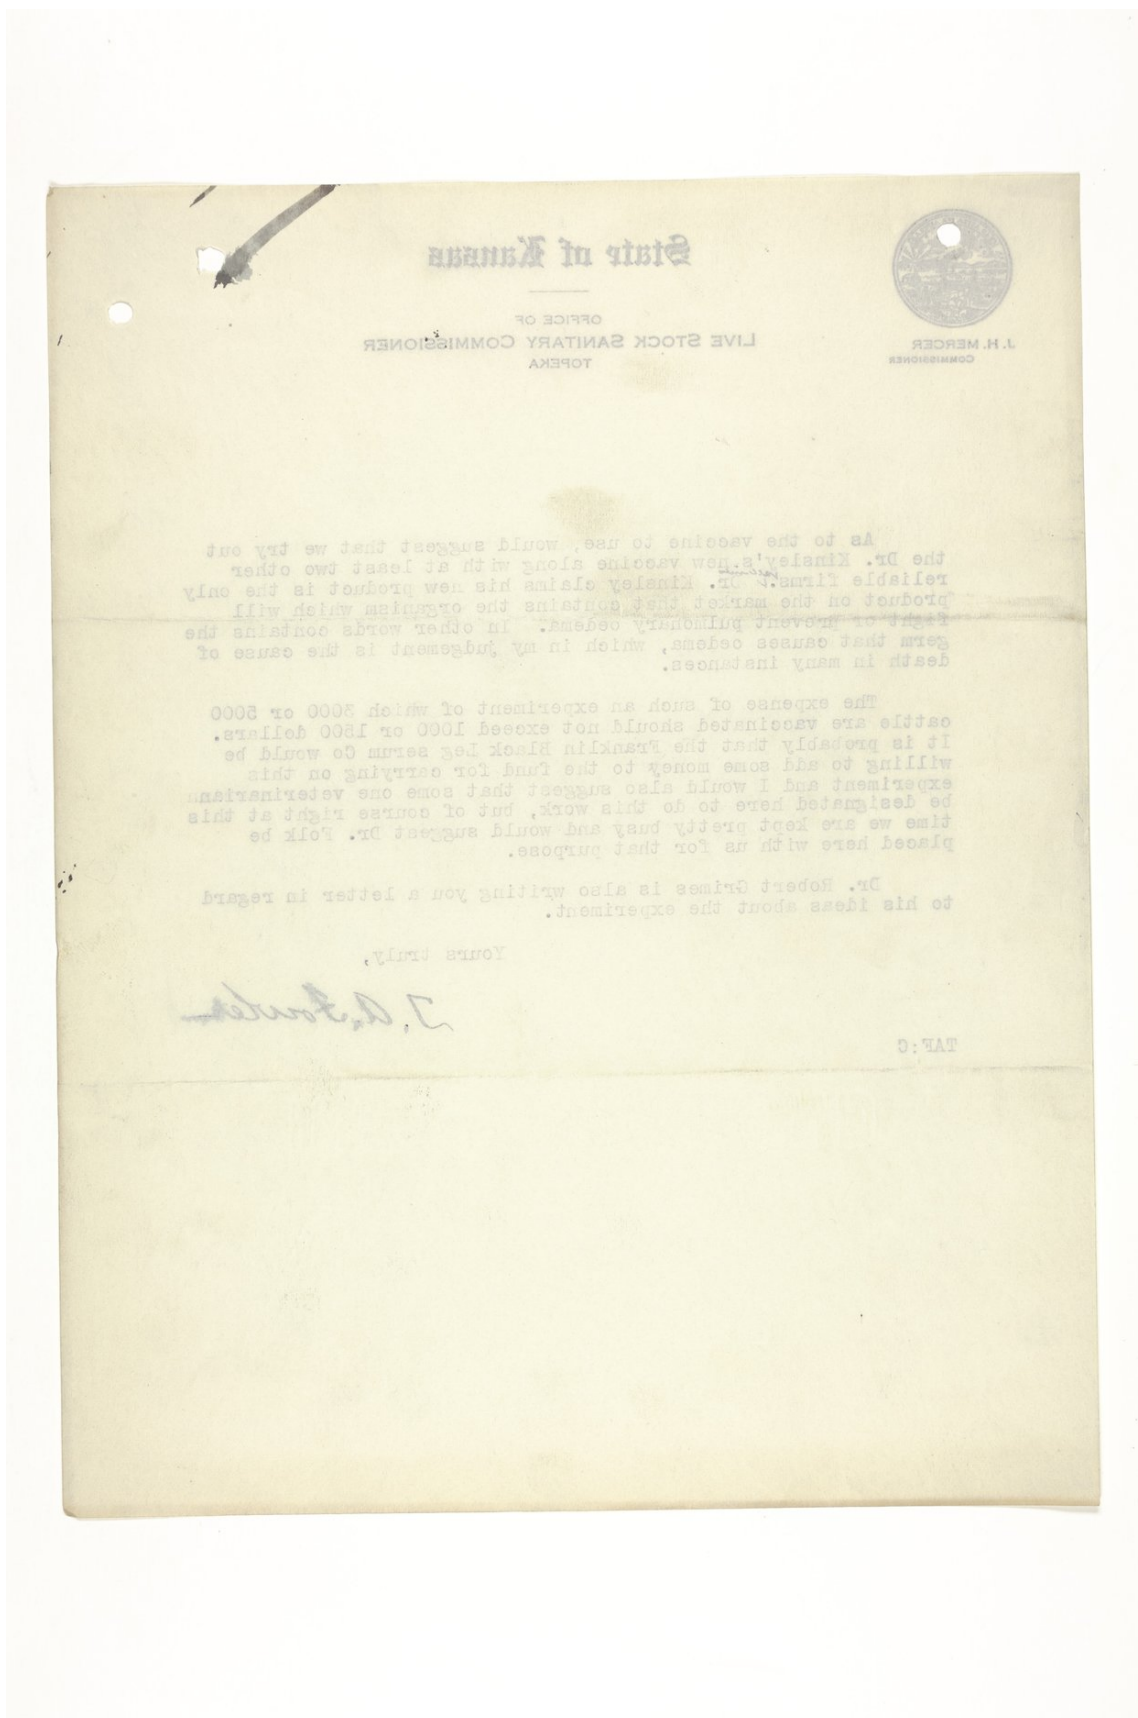 State of Kansas
OFFICE OF
LIVE STOCK SANITARY COMMISSIONER
TOPEKA
J. H. MERCER
COMMISSIONER
As to the vaccine to use, would suggest that we try out
the Dr. Kinsley's new vaccine along with at least two other
reliable firms. Dr. Kinsley claims his new product is the only
product on the market that contains the organism which will
fight or prevent pulmonary oedema. In other words contains the
germ that causes oedema, which in my judgement is the cause of
death in many instances.
The expense of such an experiment of which 3000 or 5000
cattle are vaccinated should not exceed 1000 or 1500 dollars.
It is probably that the Franklin Black Leg serum Co would be
willing to add some money to the fund for carrying on this
experiment and I would also suggest that some one veterinarian
be designated here to do this work, but of course right at this
time we are kept pretty busy and would suggest Dr. Folk be
placed here with us for that purpose.
Dr. Robert Grimes is also writing you a letter in regard
to his ideas about the experiment.
Yours truly,
T. A. Fowler
TAF:C